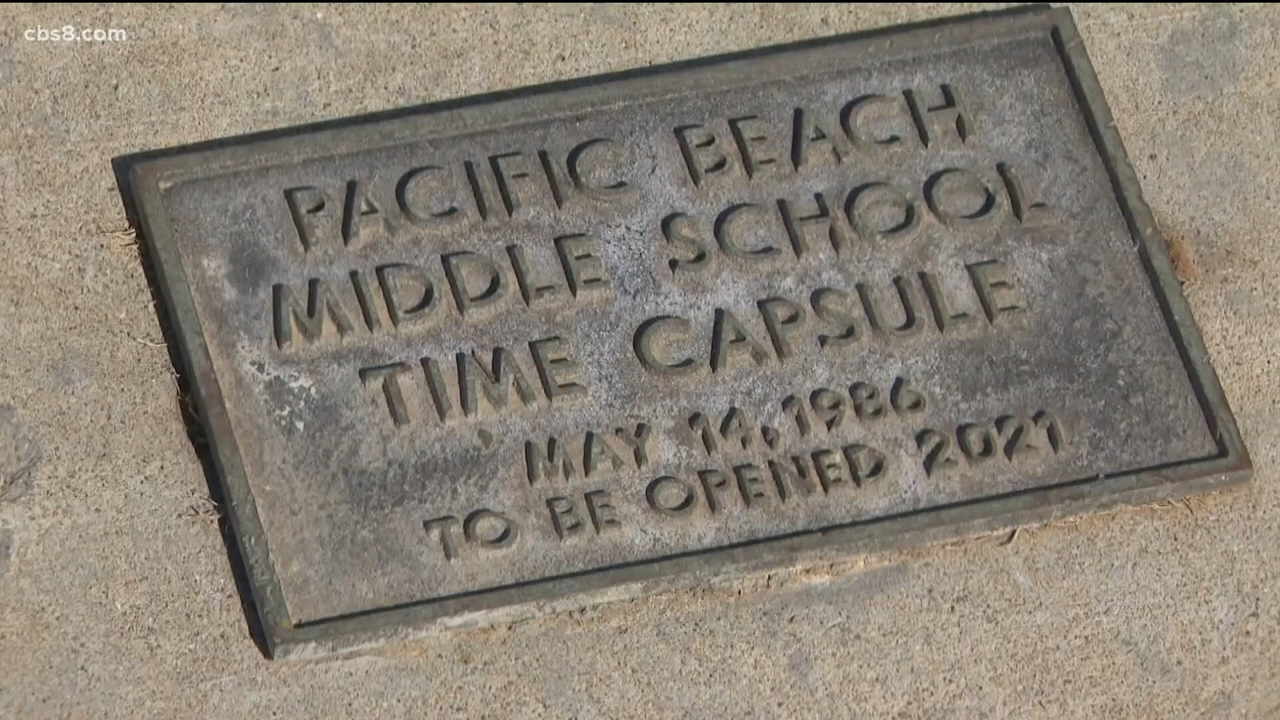 cbs8.com
PACIFIC BEACH
MIDDLE SCHOOL
TIME CAPSULE
MAY 14, 1986
TO BE OPENED 2021